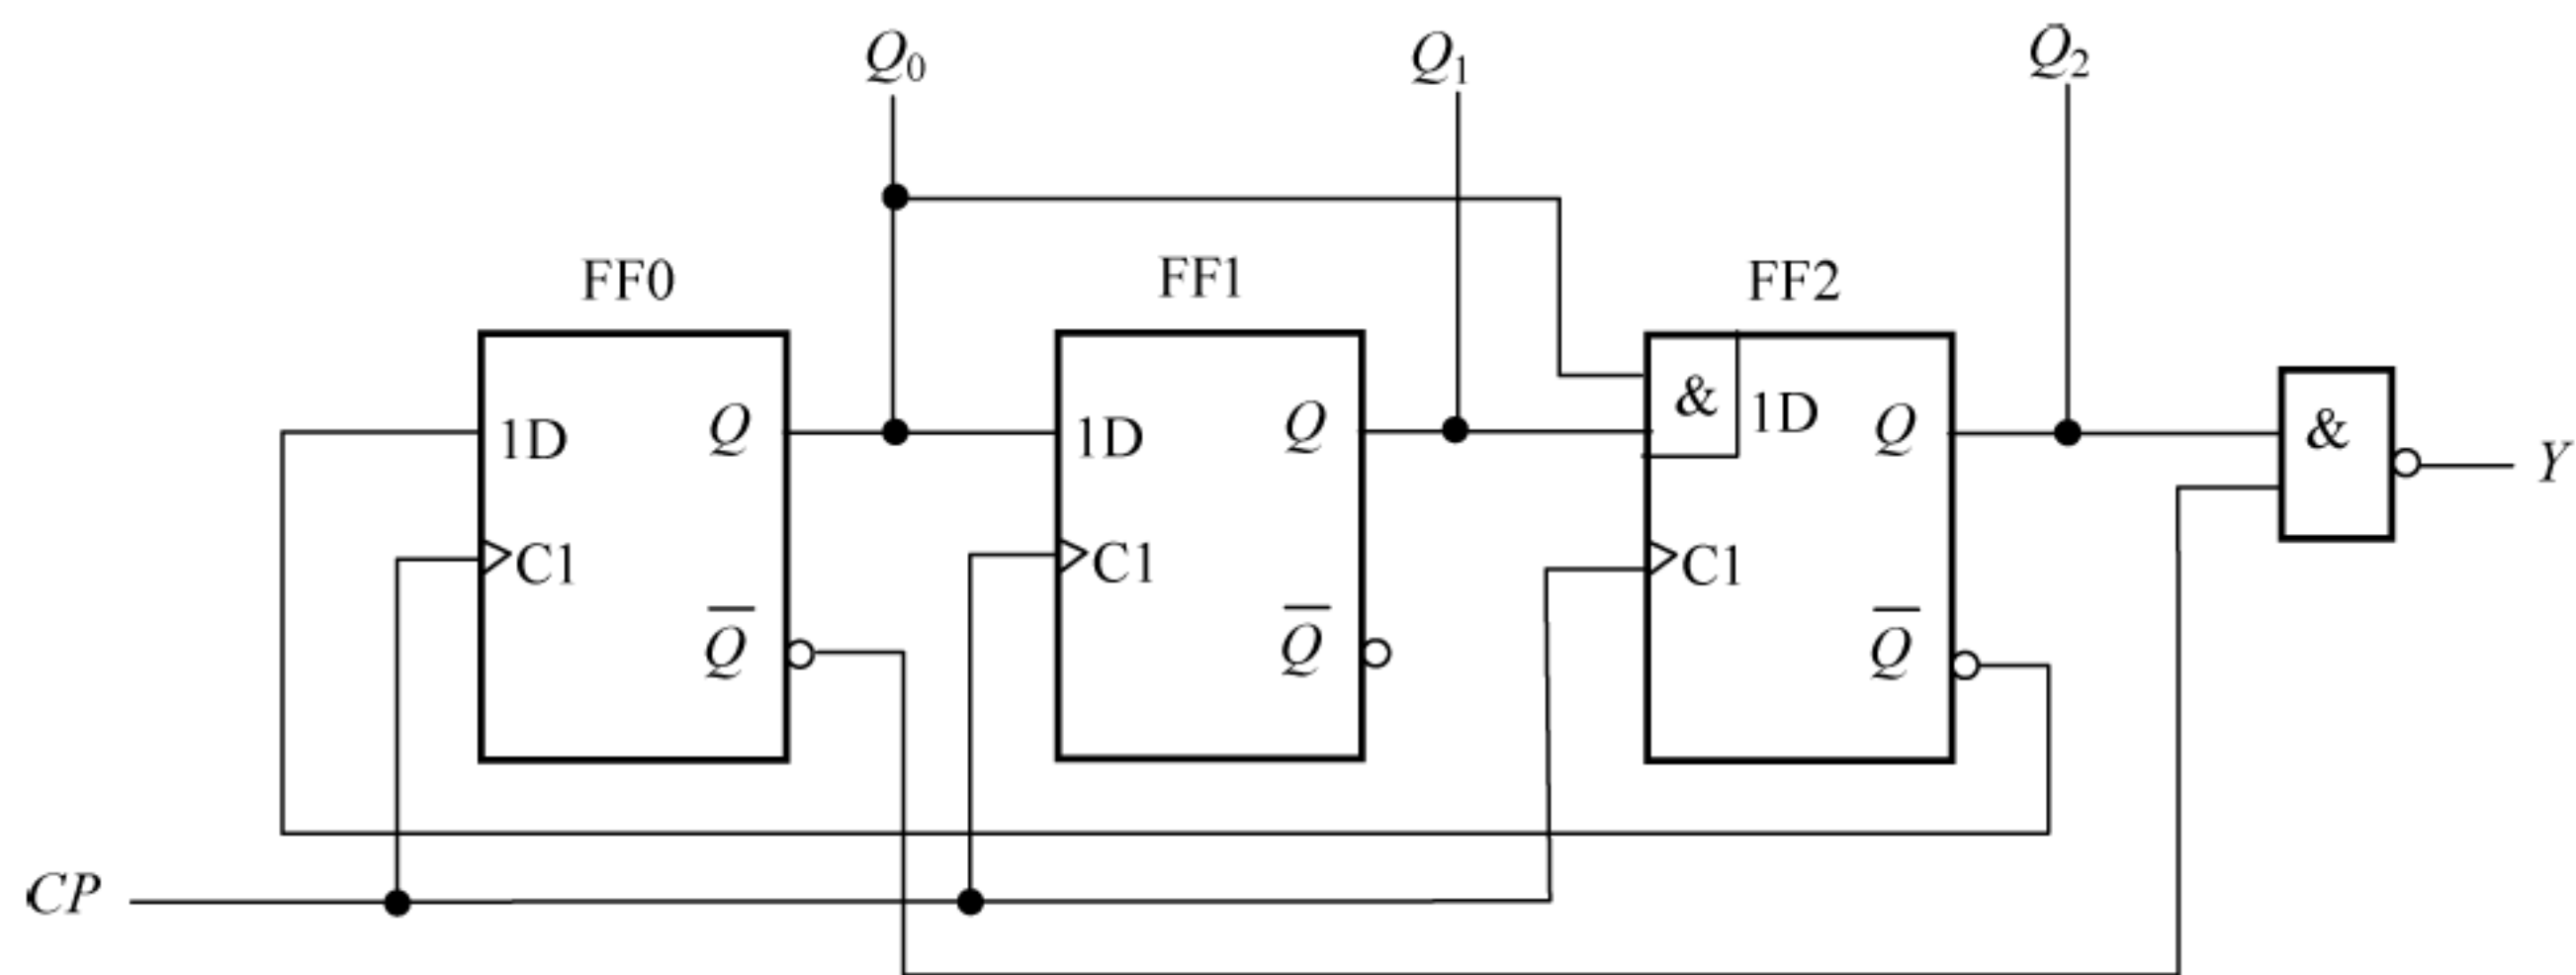 Q₀ Q₁ Q₂
FF0 FF1 FF2
1D Q 1D Q & 1D Q & Y
C1 C1 C1
Q̅ Q̅ Q̅
CP